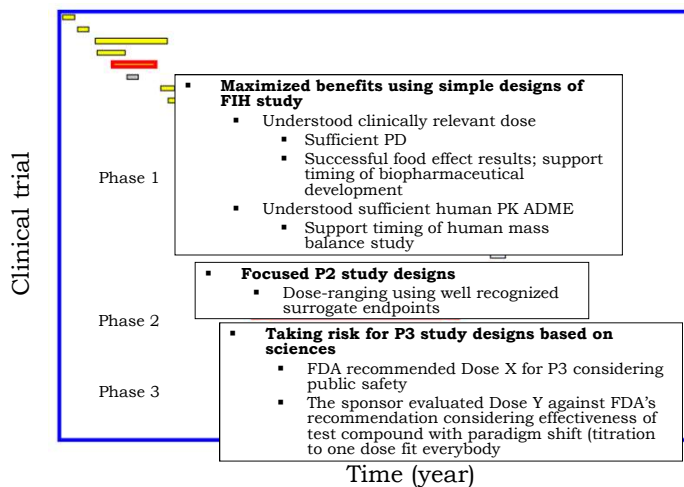 ▪ Maximized benefits using simple designs of
FIH study
▪ Understood clinically relevant dose
▪ Sufficient PD
▪ Successful food effect results; support
timing of biopharmaceutical
development
▪ Understood sufficient human PK ADME
▪ Support timing of human mass
balance study
Clinical trial
Phase 1
▪ Focused P2 study designs
▪ Dose-ranging using well recognized
surrogate endpoints
Phase 2
▪ Taking risk for P3 study designs based on
sciences
▪ FDA recommended Dose X for P3 considering
public safety
▪ The sponsor evaluated Dose Y against FDA’s
recommendation considering effectiveness of
test compound with paradigm shift (titration
to one dose fit everybody
Phase 3
Time (year)